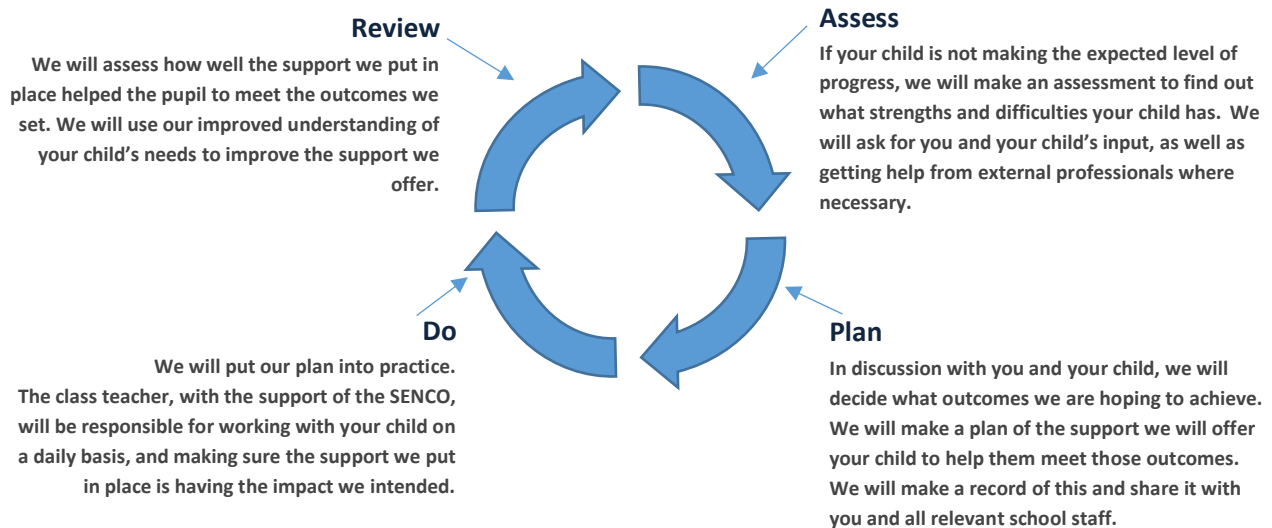 Review
We will assess how well the support we put in
place helped the pupil to meet the outcomes we
set. We will use our improved understanding of
your child’s needs to improve the support we
offer.
Assess
If your child is not making the expected level of
progress, we will make an assessment to find out
what strengths and difficulties your child has.  We
will ask for you and your child’s input, as well as
getting help from external professionals where
necessary.
Do
We will put our plan into practice.
The class teacher, with the support of the SENCO,
will be responsible for working with your child on
a daily basis, and making sure the support we put
in place is having the impact we intended.
Plan
In discussion with you and your child, we will
decide what outcomes we are hoping to achieve.
We will make a plan of the support we will offer
your child to help them meet those outcomes.
We will make a record of this and share it with
you and all relevant school staff.